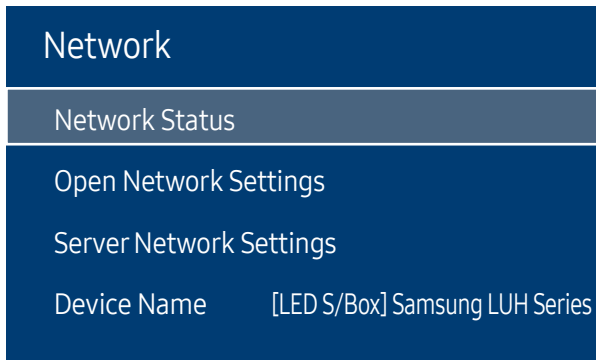 Network
Network Status
Open Network Settings
Server Network Settings
Device Name [LED S/Box] Samsung LUH Series